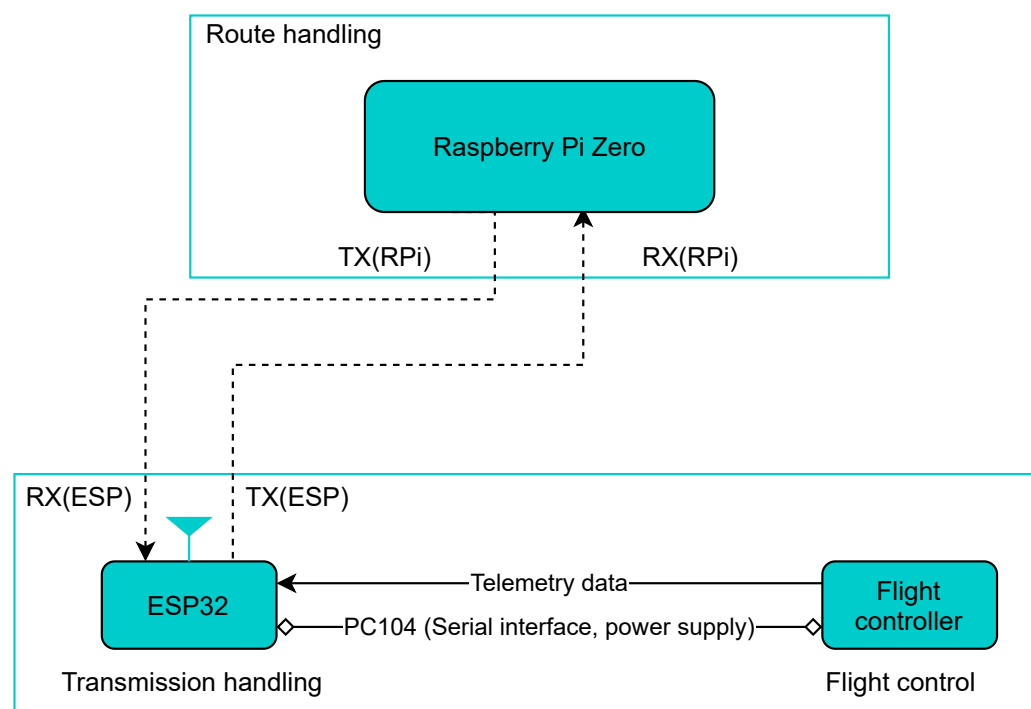 Route handling
Raspberry Pi Zero
TX(RPi)
RX(RPi)
RX(ESP)
TX(ESP)
ESP32
Telemetry data
Flight
controller
PC104 (Serial interface, power supply)
Transmission handling
Flight control